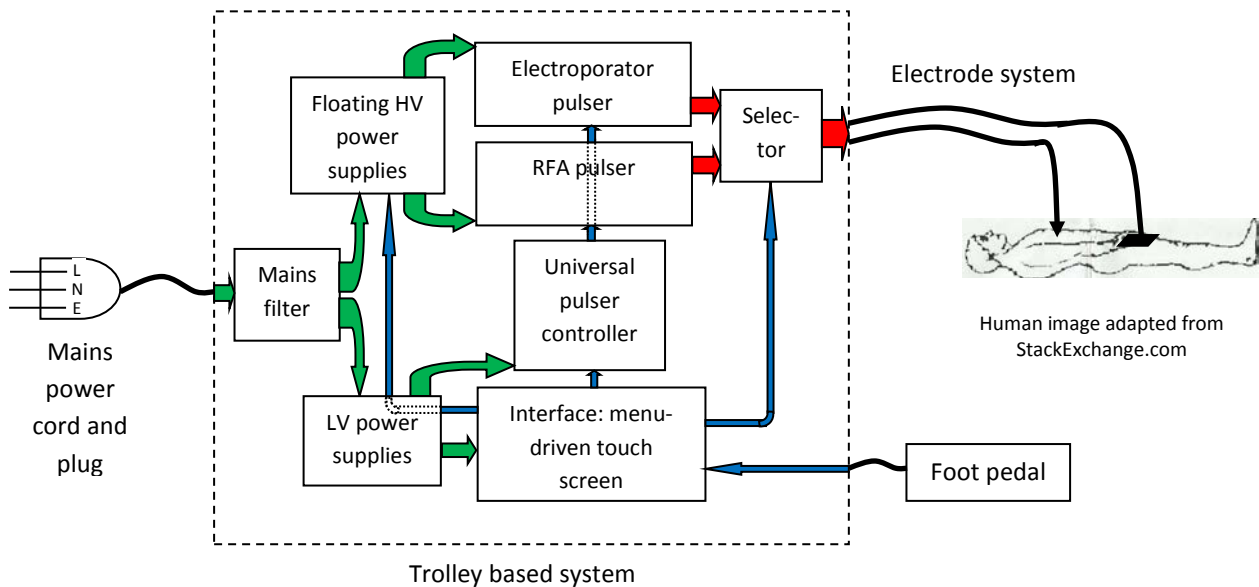 Electroporator
pulser
Floating HV
power
supplies
RFA pulser
Selec-
tor
Electrode system
L
N
E
Mains
filter
Universal
pulser
controller
Mains
power
cord and
plug
Human image adapted from
StackExchange.com
LV power
supplies
Interface: menu-
driven touch
screen
Foot pedal
Trolley based system